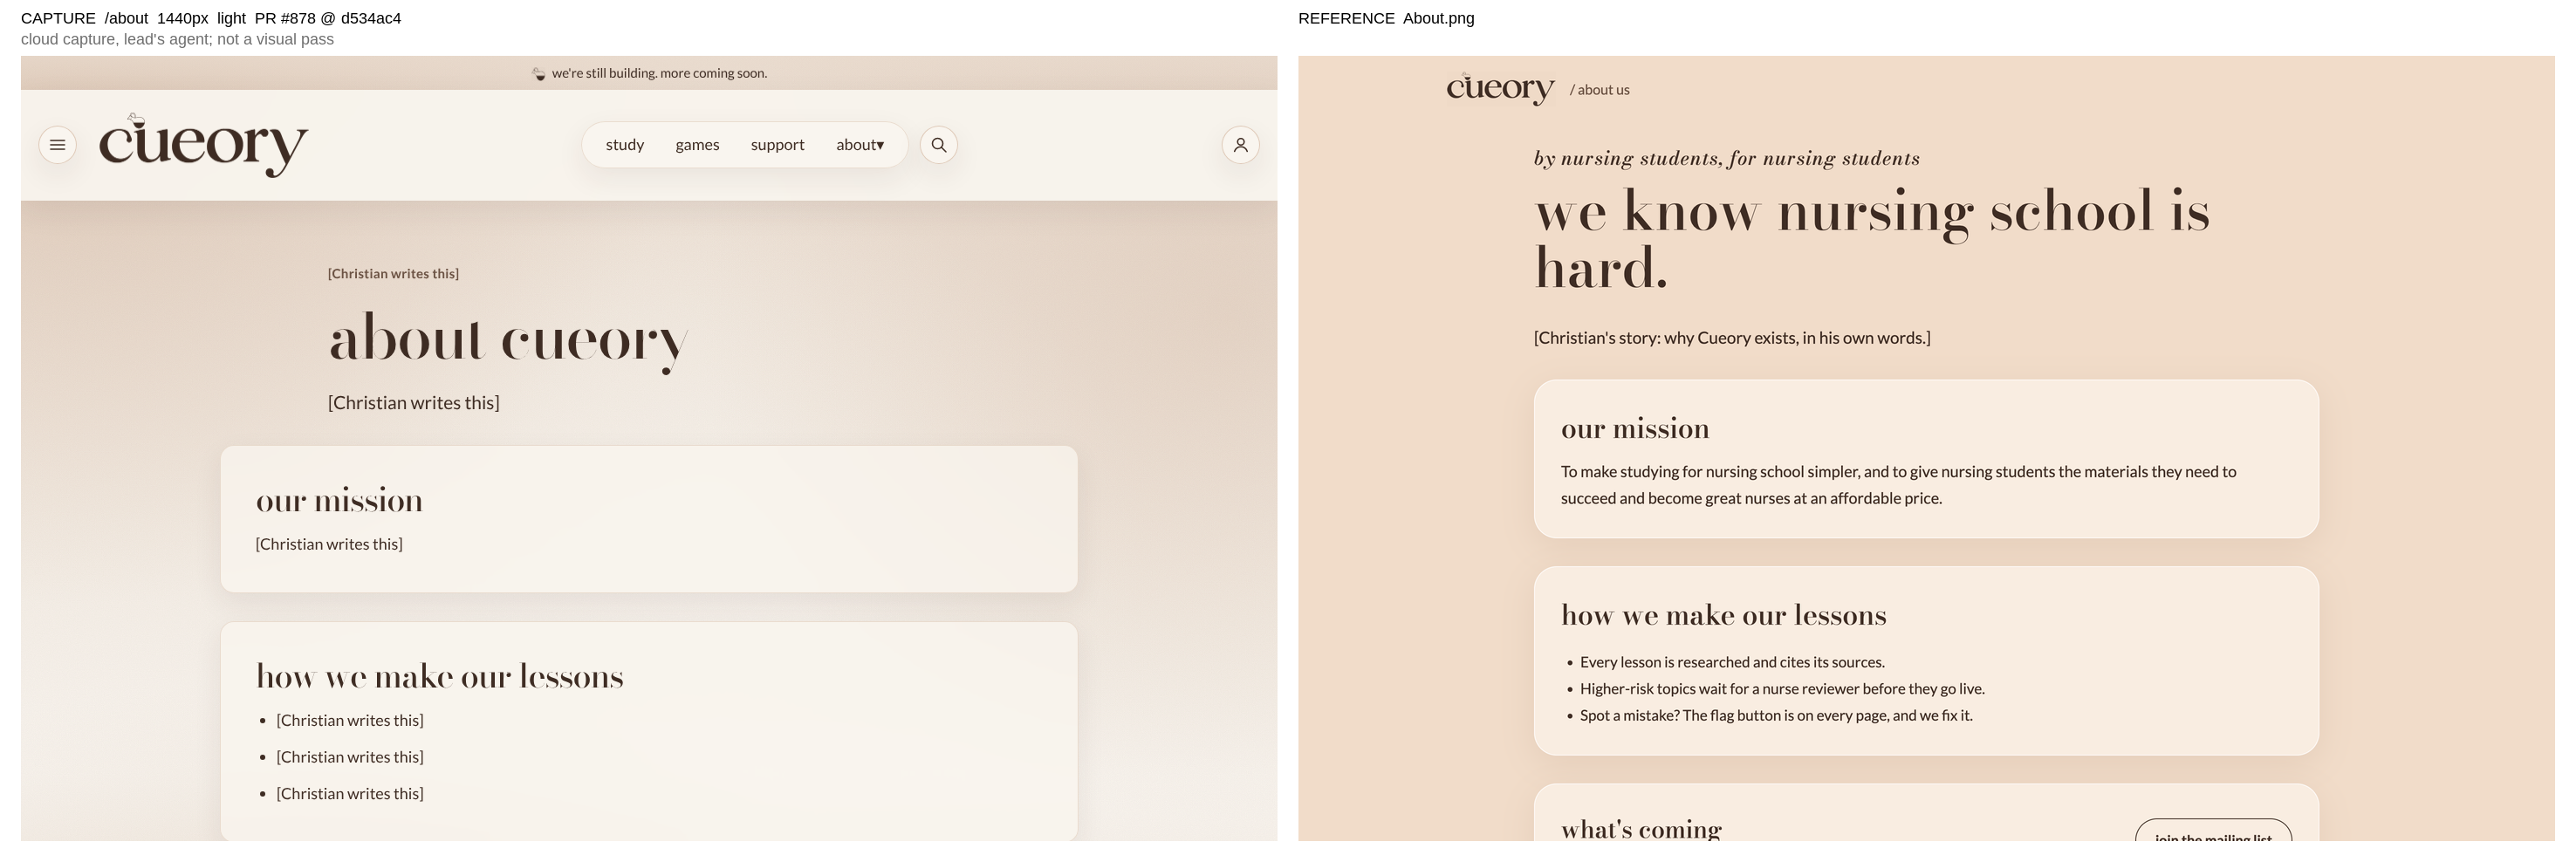 CAPTURE /about 1440px light PR #878 @ d534ac4
cloud capture, lead's agent; not a visual pass
we're still building. more coming soon.
cueory
study games support about▾
[Christian writes this]
about cueory
[Christian writes this]
our mission
[Christian writes this]
how we make our lessons
• [Christian writes this]
• [Christian writes this]
• [Christian writes this]
REFERENCE About.png
cueory / about us
by nursing students, for nursing students
we know nursing school is
hard.
[Christian's story: why Cueory exists, in his own words.]
our mission
To make studying for nursing school simpler, and to give nursing students the materials they need to
succeed and become great nurses at an affordable price.
how we make our lessons
• Every lesson is researched and cites its sources.
• Higher-risk topics wait for a nurse reviewer before they go live.
• Spot a mistake? The flag button is on every page, and we fix it.
what's coming
join the mailing list